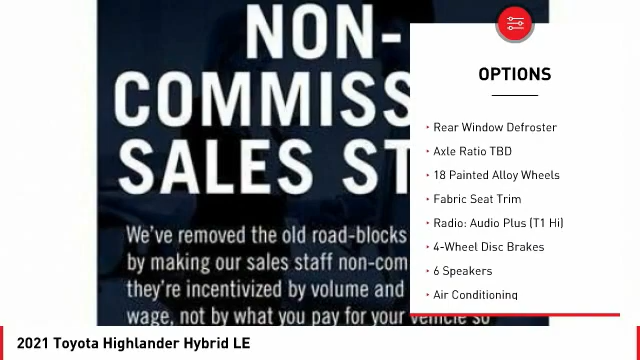 NON-
COMMISS
SALES ST
We've removed the old road-blocks
by making our sales staff non-com
they're incentivized by volume and
wage, not by what you pay for your vehicle so
OPTIONS
• Rear Window Defroster
• Axle Ratio TBD
• 18 Painted Alloy Wheels
• Fabric Seat Trim
• Radio: Audio Plus (T1 Hi)
• 4-Wheel Disc Brakes
• 6 Speakers
• Air Conditioning
2021 Toyota Highlander Hybrid LE